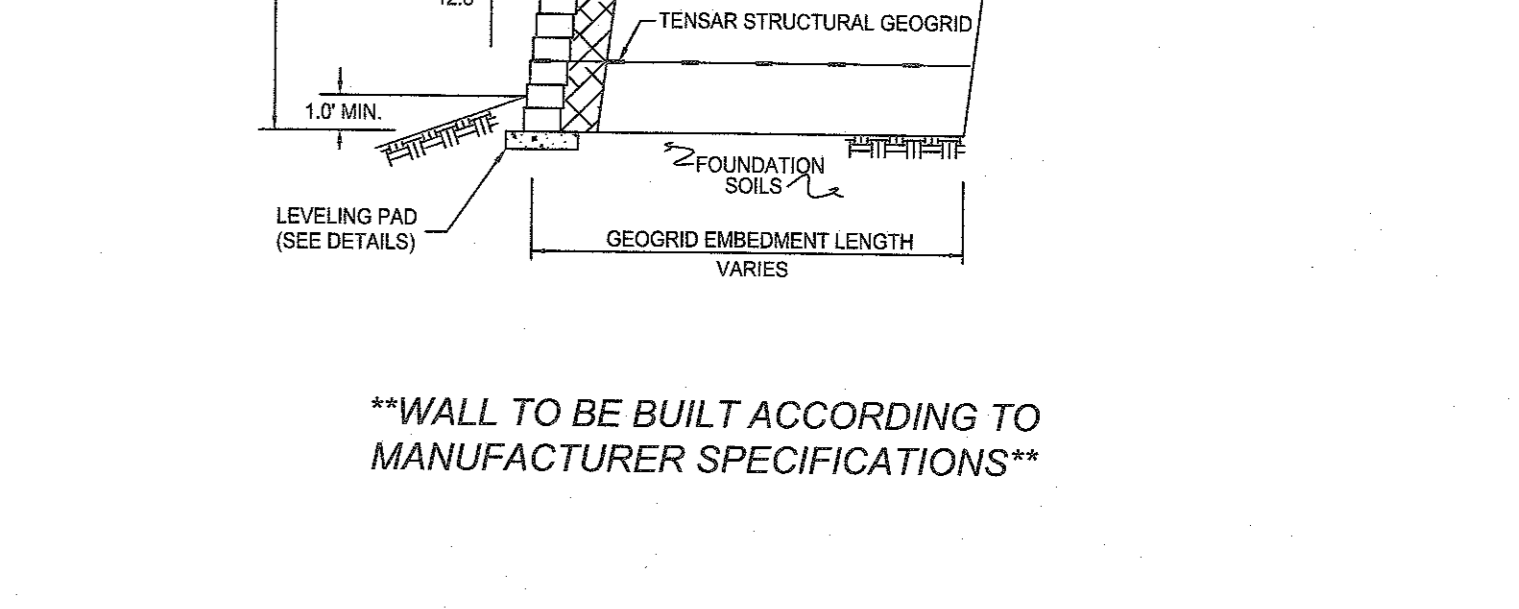 TENSAR STRUCTURAL GEOGRID
1.0' MIN.
FOUNDATION
SOILS
LEVELING PAD
(SEE DETAILS)
GEOGRID EMBEDMENT LENGTH
VARIES
**WALL TO BE BUILT ACCORDING TO
MANUFACTURER SPECIFICATIONS**